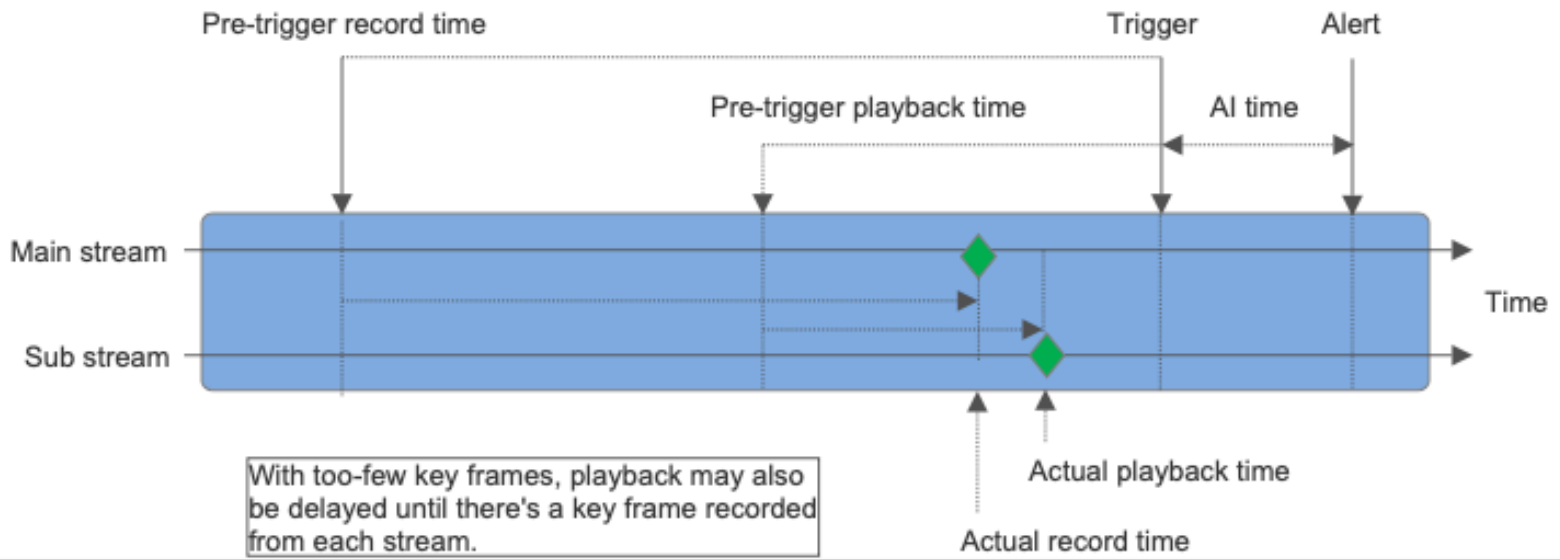 Pre-trigger record time
Trigger
Alert
Pre-trigger playback time
AI time
Main stream
Time
Sub stream
With too-few key frames, playback may also
be delayed until there's a key frame recorded
from each stream.
Actual playback time
Actual record time